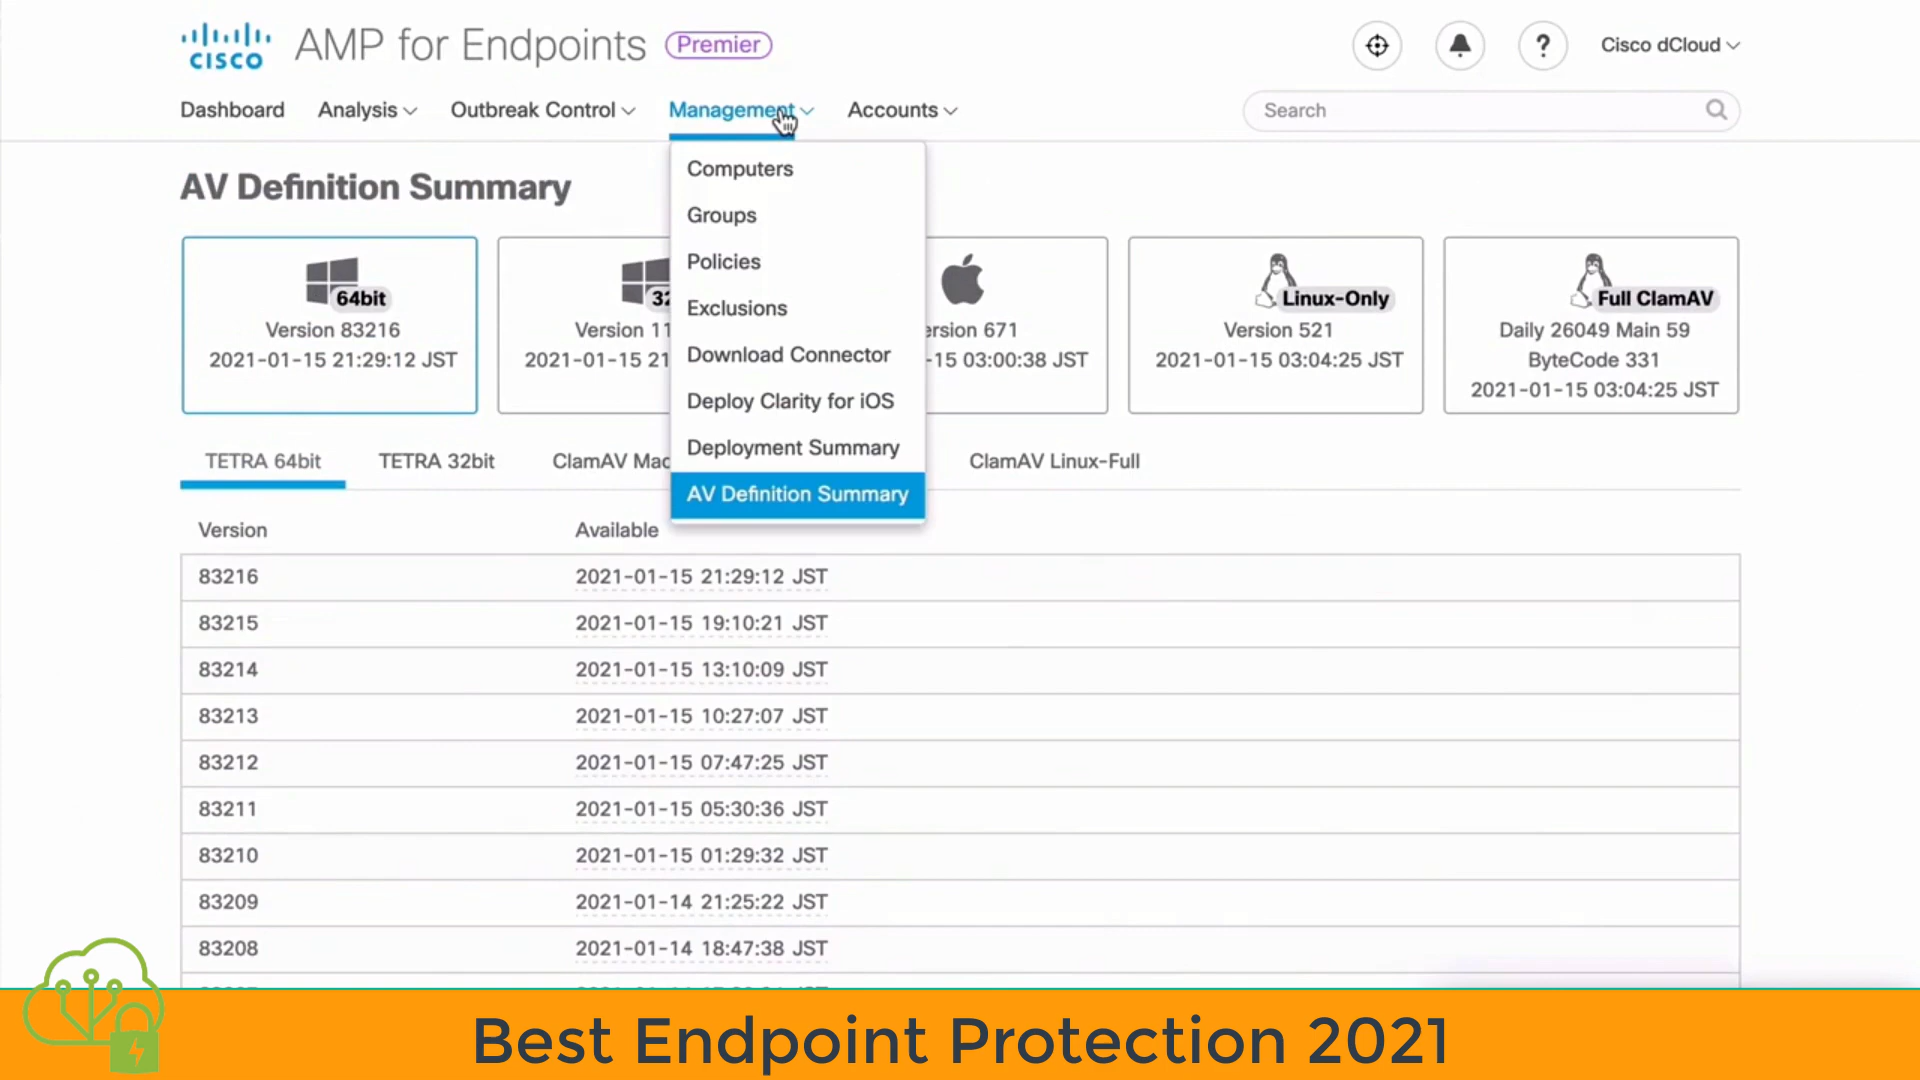 CISCO AMP for Endpoints Premier
Cisco dCloud
Dashboard Analysis Outbreak Control Management Accounts
Search
AV Definition Summary
Computers
Groups
Policies
Exclusions
Download Connector
Deploy Clarity for iOS
Deployment Summary
AV Definition Summary
64bit
Version 83216
2021-01-15 21:29:12 JST
Version
2021-01-15
671
03:00:38 JST
Linux-Only
Version 521
2021-01-15 03:04:25 JST
Full ClamAV
Daily 26049 Main 59
ByteCode 331
2021-01-15 03:04:25 JST
TETRA 64bit TETRA 32bit ClamAV Mac ClamAV Linux-Full
Version Available
83216 2021-01-15 21:29:12 JST
83215 2021-01-15 19:10:21 JST
83214 2021-01-15 13:10:09 JST
83213 2021-01-15 10:27:07 JST
83212 2021-01-15 07:47:25 JST
83211 2021-01-15 05:30:36 JST
83210 2021-01-15 01:29:32 JST
83209 2021-01-14 21:25:22 JST
83208 2021-01-14 18:47:38 JST
Best Endpoint Protection 2021